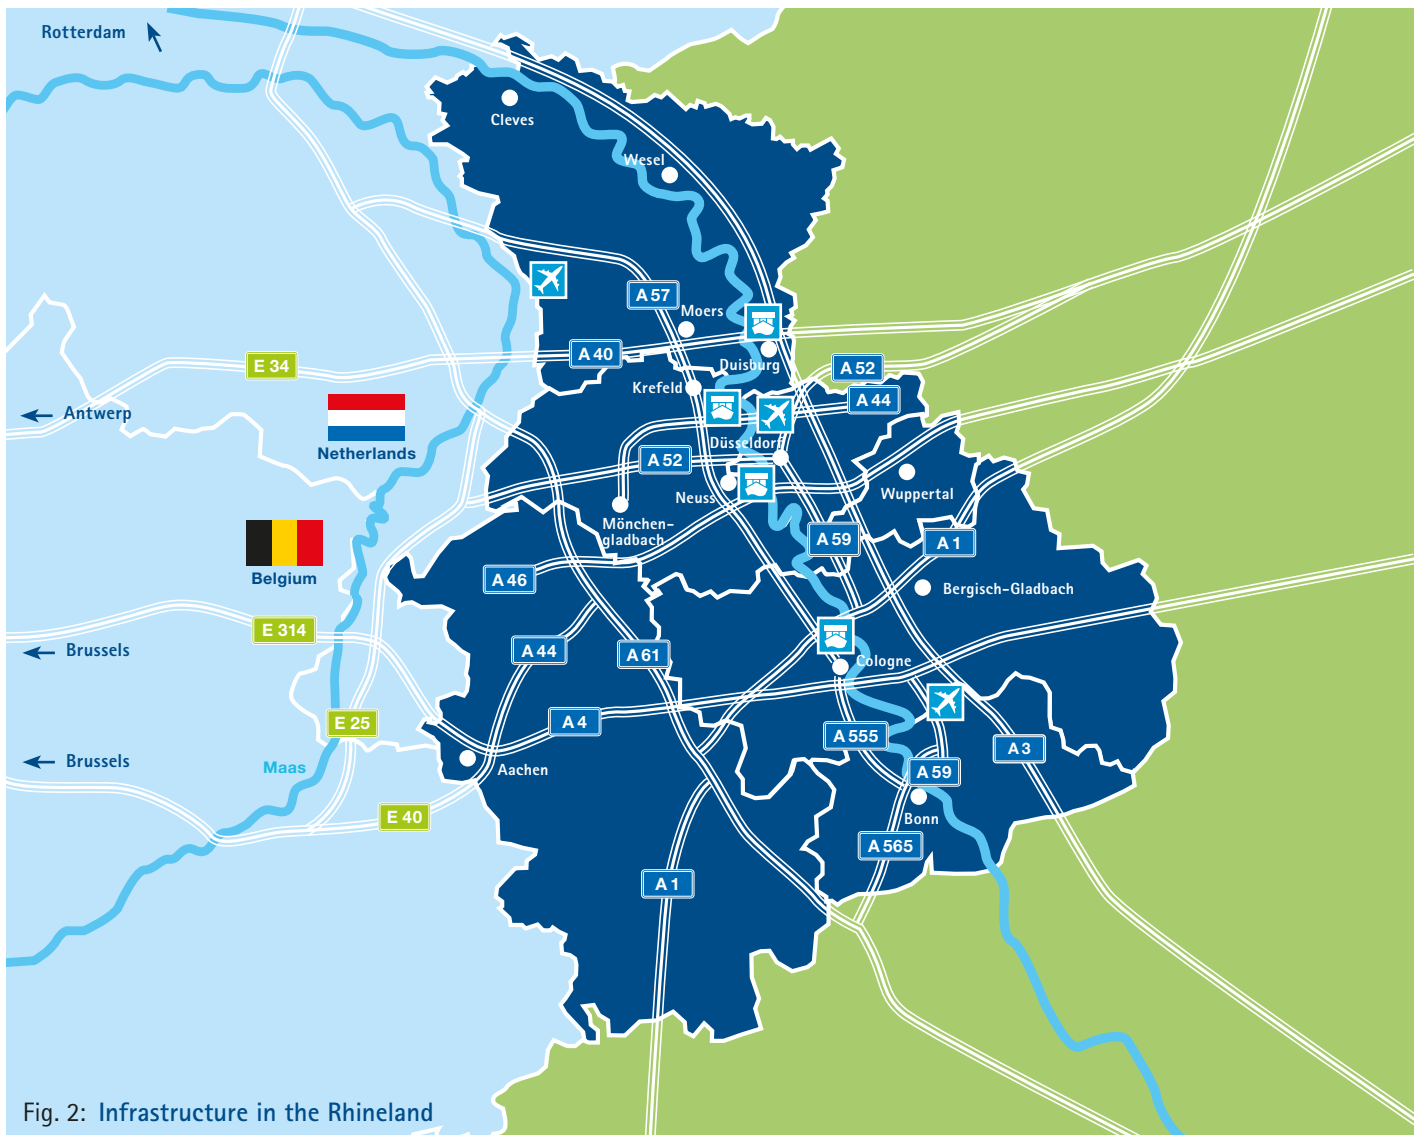 Rotterdam
Cleves
Wesel
A 57
Moers
A 40
Duisburg
E 34
A 52
Krefeld
A 44
Antwerp
Netherlands
Düsseldorf
A 52
Neuss
Wuppertal
Mönchen-
gladbach
A 59
A 1
Belgium
A 46
Bergisch-Gladbach
E 314
Brussels
A 44
A 61
Cologne
E 25
A 4
A 555
A 3
Brussels
Maas
Aachen
A 59
Bonn
E 40
A 565
A 1
Fig. 2: Infrastructure in the Rhineland